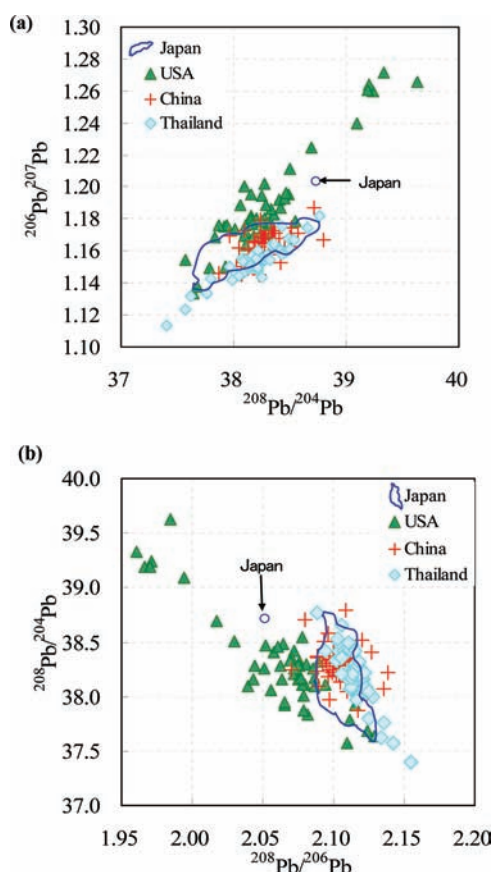 (a)
1.30
1.28
1.26
1.24
1.22
1.20
1.18
1.16
1.14
1.12
1.10
²⁰⁶Pb/²⁰⁷Pb
Japan
USA
China
Thailand
Japan
37
38
39
40
²⁰⁸Pb/²⁰⁴Pb
(b)
40.0
39.5
39.0
38.5
38.0
37.5
37.0
²⁰⁸Pb/²⁰⁴Pb
Japan
USA
China
Thailand
Japan
1.95
2.00
2.05
2.10
2.15
2.20
²⁰⁸Pb/²⁰⁶Pb